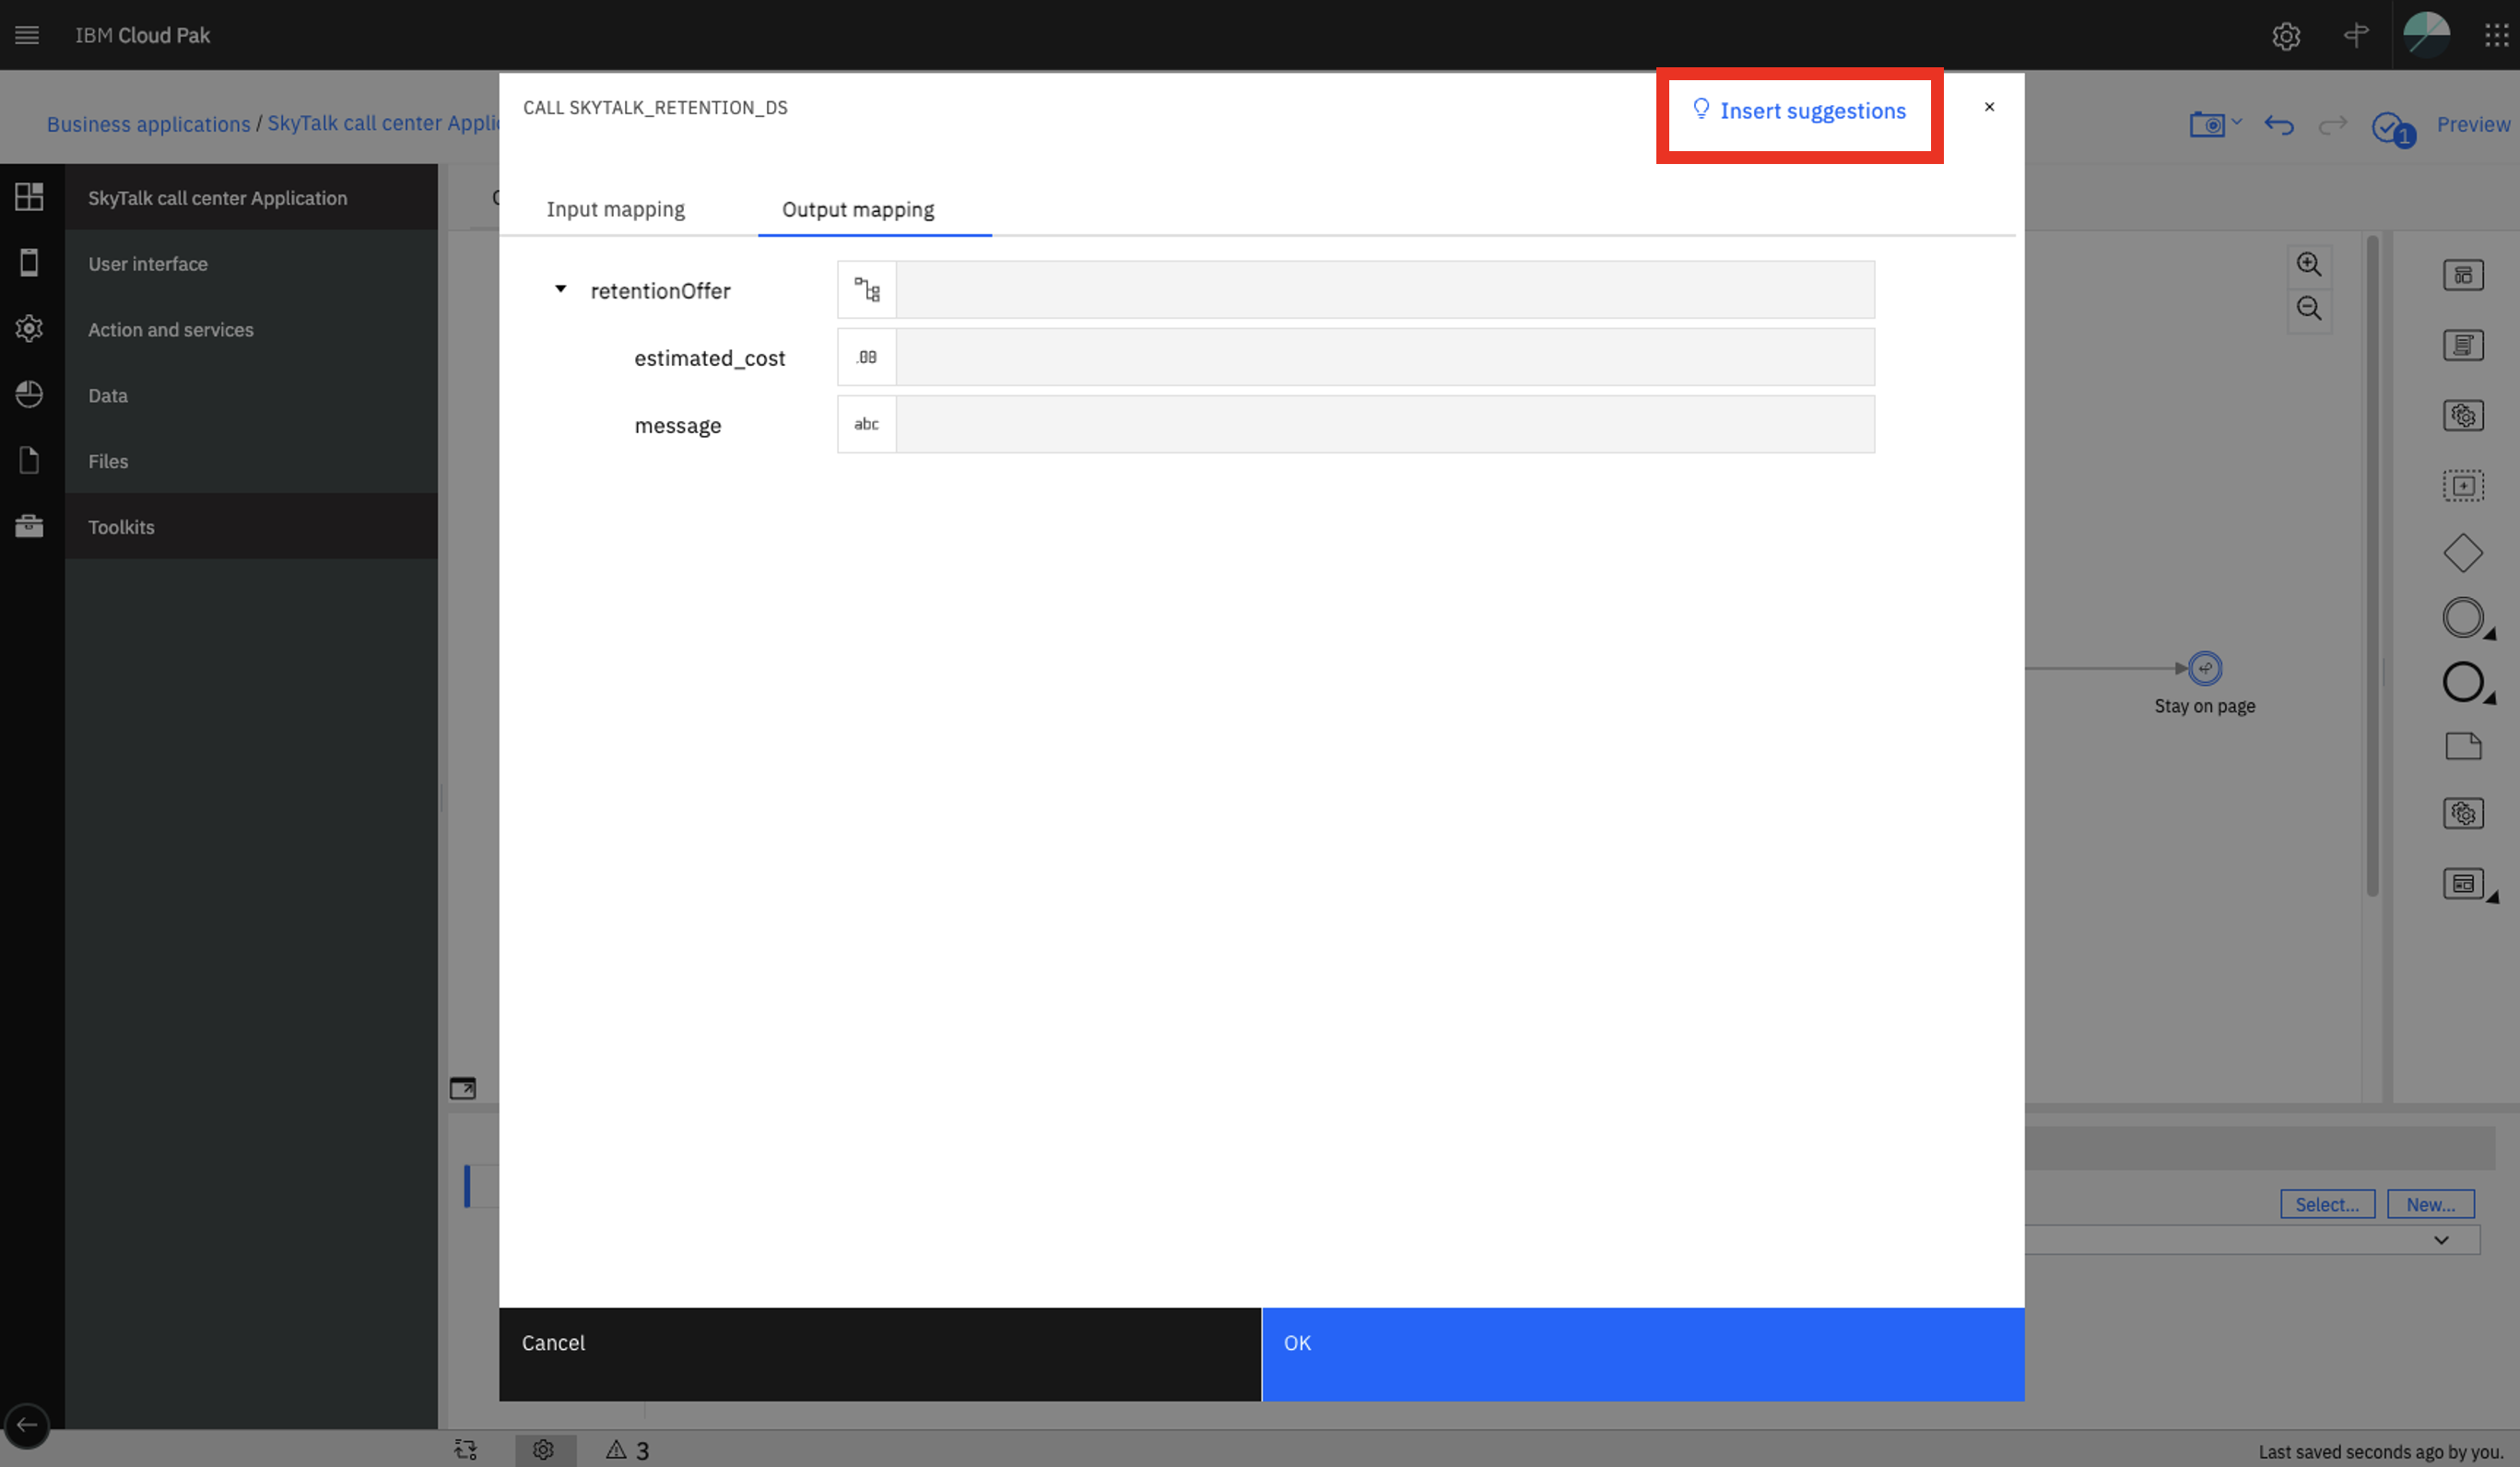 IBM Cloud Pak
Business applications / SkyTalk call center Appli
CALL SKYTALK_RETENTION_DS
Insert suggestions
×
1
Preview
SkyTalk call center Application
User interface
Action and services
Data
Files
Toolkits
Input mapping
Output mapping
retentionOffer
estimated_cost
.00
message
abc
Stay on page
Select...
New...
Cancel
OK
3
Last saved seconds ago by you.